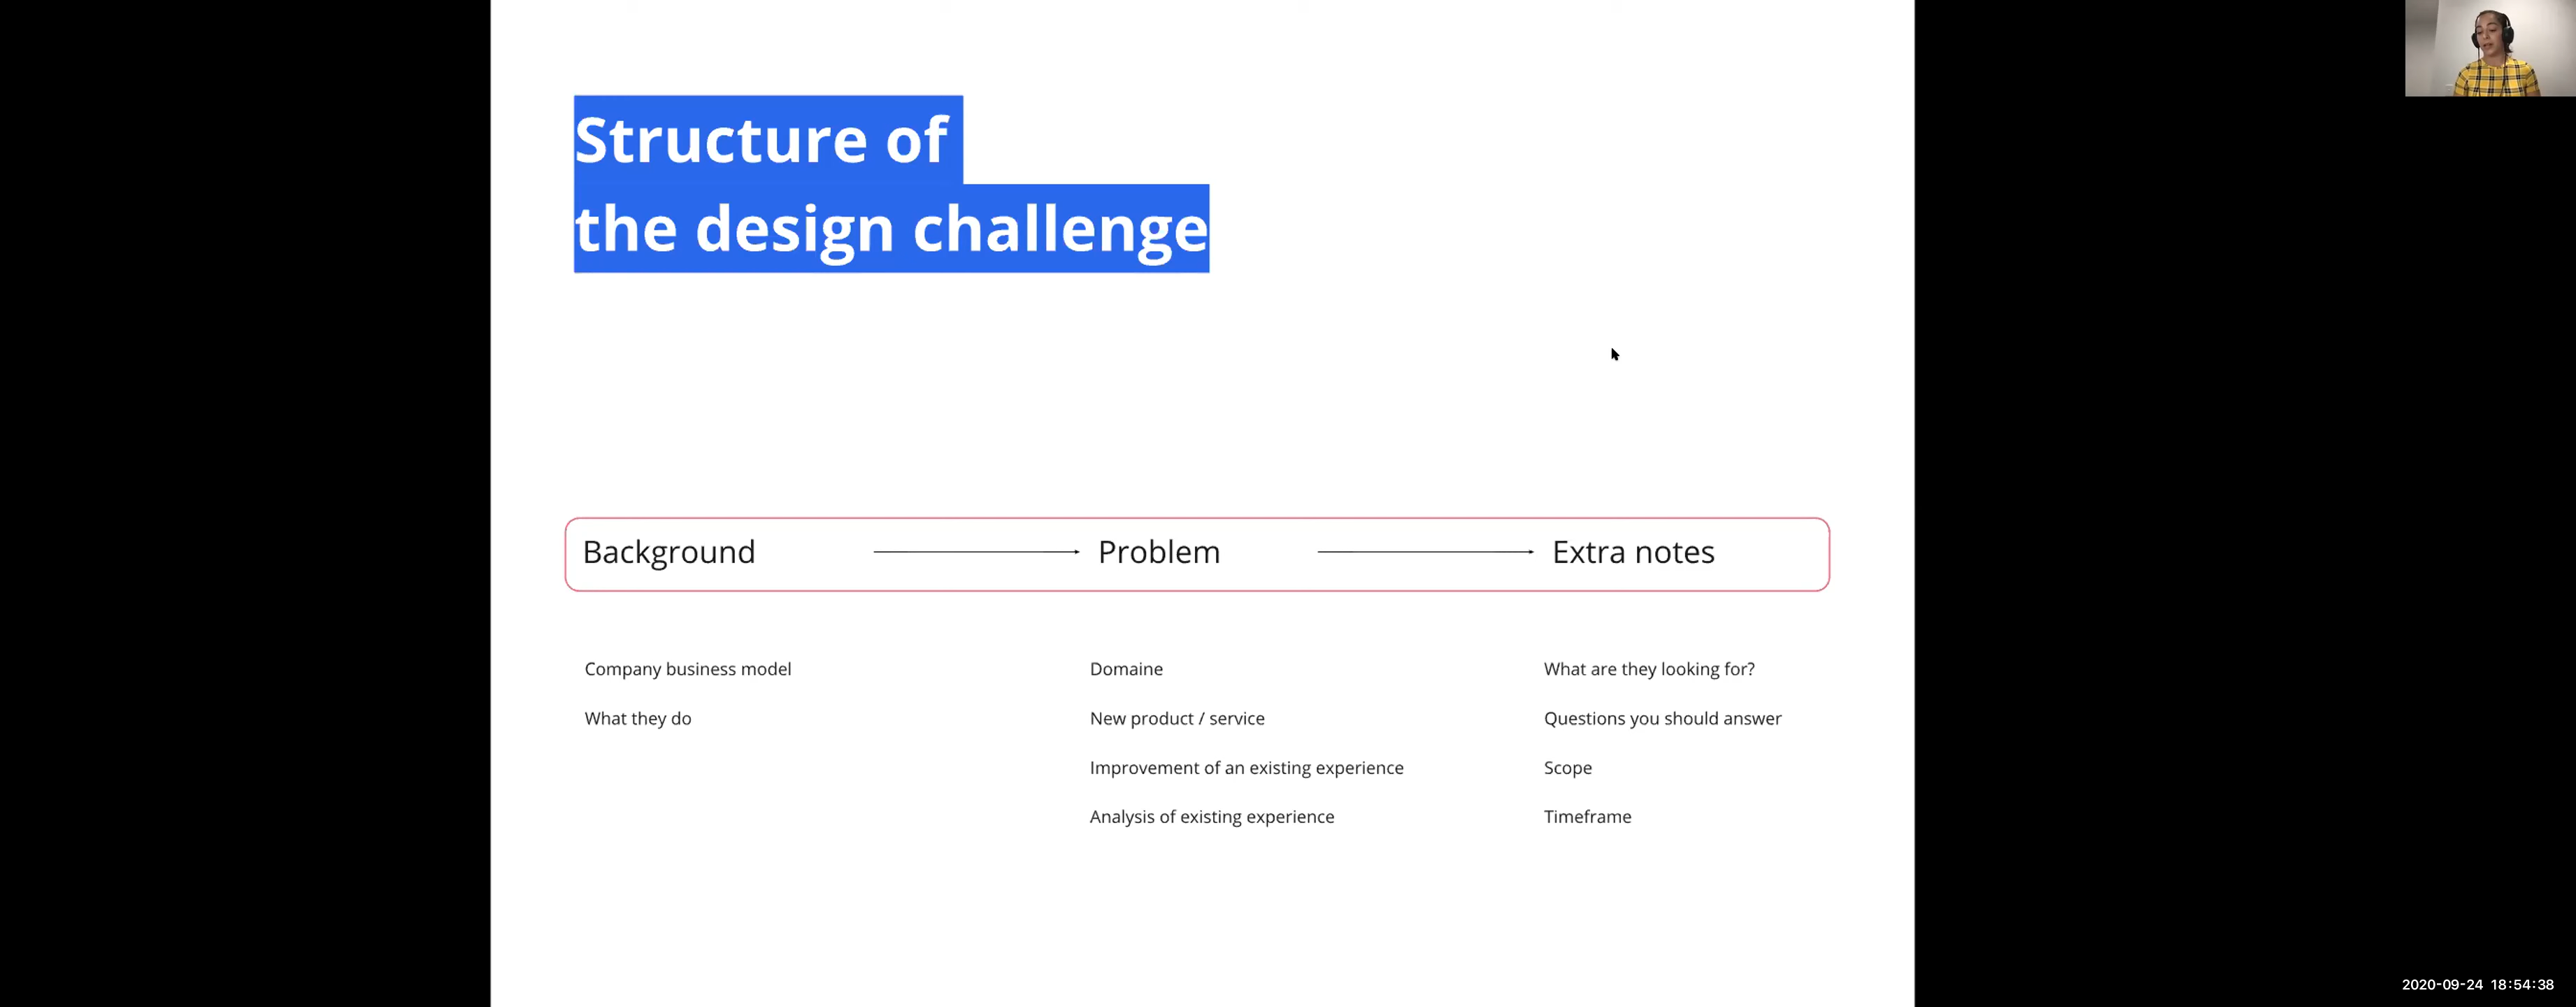 Structure of
the design challenge
Background
Problem
Extra notes
Company business model
What they do
Domaine
New product / service
Improvement of an existing experience
Analysis of existing experience
What are they looking for?
Questions you should answer
Scope
Timeframe
2020-09-24 18:54:38